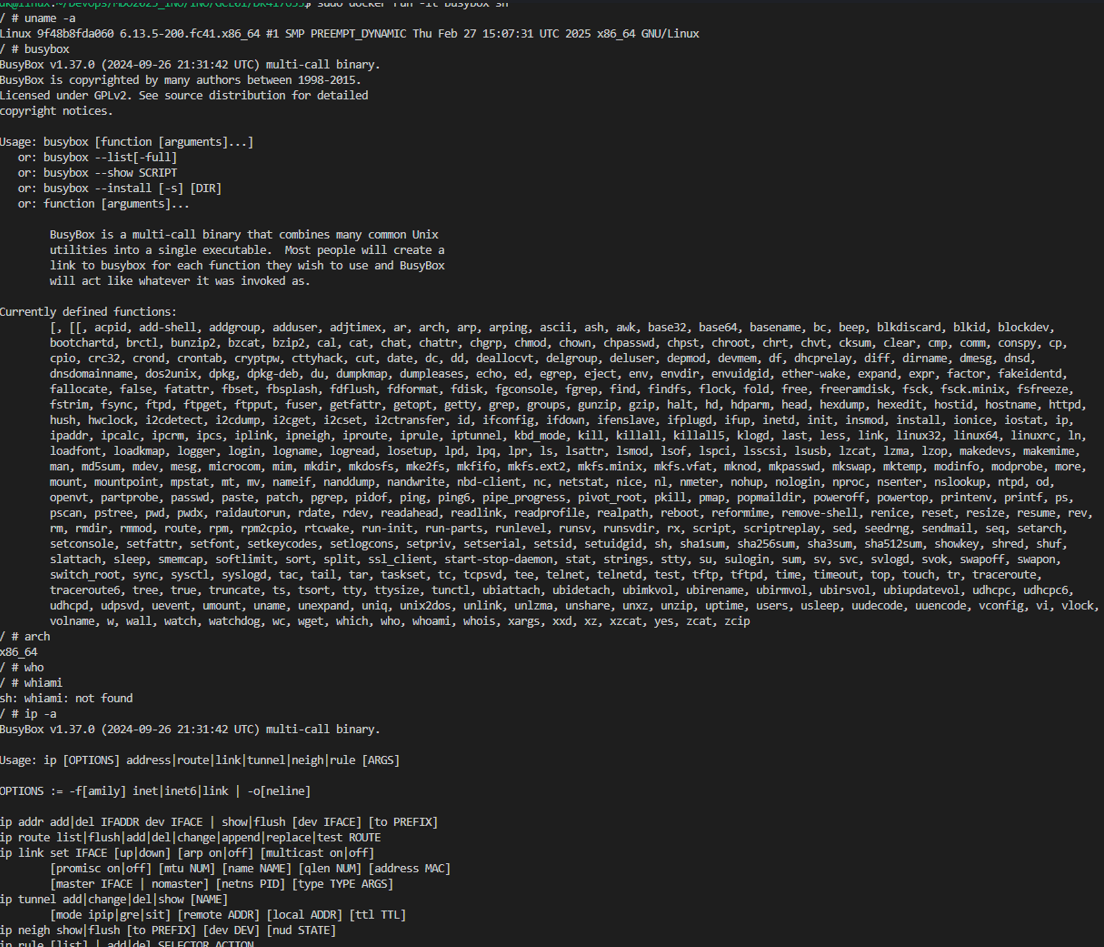 sudo docker run -it busybox sh
/ # uname -a
Linux 9f48b8fda060 6.13.5-200.fc41.x86_64 #1 SMP PREEMPT_DYNAMIC Thu Feb 27 15:07:31 UTC 2025 x86_64 GNU/Linux
/ # busybox
BusyBox v1.37.0 (2024-09-26 21:31:42 UTC) multi-call binary.
BusyBox is copyrighted by many authors between 1998-2015.
Licensed under GPLv2. See source distribution for detailed
copyright notices.
Usage: busybox [function [arguments]...]
or: busybox --list[-full]
or: busybox --show SCRIPT
or: busybox --install [-s] [DIR]
or: function [arguments]...
BusyBox is a multi-call binary that combines many common Unix
utilities into a single executable.  Most people will create a
link to busybox for each function they wish to use and BusyBox
will act like whatever it was invoked as.
Currently defined functions:
[, [[, acpid, add-shell, addgroup, adduser, adjtimex, ar, arch, arp, arping, ascii, ash, awk, base32, base64, basename, bc, beep, blkdiscard, blkid, blockdev,
bootchartd, brctl, bunzip2, bzcat, bzip2, cal, cat, chat, chattr, chgrp, chmod, chown, chpasswd, chpst, chroot, chrt, chvt, cksum, clear, cmp, comm, conspy, cp,
cpio, crc32, crond, crontab, cryptpw, cttyhack, cut, date, dc, dd, deallocvt, delgroup, deluser, depmod, devmem, df, dhcprelay, diff, dirname, dmesg, dnsd,
dnsdomainname, dos2unix, dpkg, dpkg-deb, du, dumpkmap, dumpleases, echo, ed, egrep, eject, env, envdir, envuidgid, ether-wake, expand, expr, factor, fakeidentd,
fallocate, false, fatattr, fbset, fbsplash, fdflush, fdformat, fdisk, fgconsole, fgrep, find, findfs, flock, fold, free, freeramdisk, fsck, fsck.minix, fsfreeze,
fstrim, fsync, ftpd, ftpget, ftpput, fuser, getfattr, getopt, getty, grep, groups, gunzip, gzip, halt, hd, hdparm, head, hexdump, hexedit, hostid, hostname, httpd,
hush, hwclock, i2cdetect, i2cdump, i2cget, i2cset, i2ctransfer, id, ifconfig, ifdown, ifenslave, ifplugd, ifup, inetd, init, insmod, install, ionice, iostat, ip,
ipaddr, ipcalc, ipcrm, ipcs, iplink, ipneigh, iproute, iprule, iptunnel, kbd_mode, kill, killall, killall5, klogd, last, less, link, linux32, linux64, linuxrc, ln,
loadfont, loadkmap, logger, login, logname, logread, losetup, lpd, lpq, lpr, ls, lsattr, lsmod, lsof, lspci, lsscsi, lsusb, lzcat, lzma, lzop, makedevs, makemime,
man, md5sum, mdev, mesg, microcom, mim, mkdir, mkdosfs, mke2fs, mkfifo, mkfs.ext2, mkfs.minix, mkfs.vfat, mknod, mkpasswd, mkswap, mktemp, modinfo, modprobe, more,
mount, mountpoint, mpstat, mt, mv, nameif, nanddump, nandwrite, nbd-client, nc, netstat, nice, nl, nmeter, nohup, nologin, nproc, nsenter, nslookup, ntpd, od,
openvt, partprobe, passwd, paste, patch, pgrep, pidof, ping, ping6, pipe_progress, pivot_root, pkill, pmap, popmaildir, poweroff, powertop, printenv, printf, ps,
pscan, pstree, pwd, pwdx, raidautorun, rdate, rdev, readahead, readlink, readprofile, realpath, reboot, reformime, remove-shell, renice, reset, resize, resume, rev,
rm, rmdir, rmmod, route, rpm, rpm2cpio, rtcwake, run-init, run-parts, runlevel, runsv, runsvdir, rx, script, scriptreplay, sed, seedrng, sendmail, seq, setarch,
setconsole, setfattr, setfont, setkeycodes, setlogcons, setpriv, setserial, setsid, setuidgid, sh, sha1sum, sha256sum, sha3sum, sha512sum, showkey, shred, shuf,
slattach, sleep, smemcap, softlimit, sort, split, ssl_client, start-stop-daemon, stat, strings, stty, su, sulogin, sum, sv, svc, svlogd, svok, swapoff, swapon,
switch_root, sync, sysctl, syslogd, tac, tail, tar, taskset, tc, tcpsvd, tee, telnet, telnetd, test, tftp, tftpd, time, timeout, top, touch, tr, traceroute,
traceroute6, tree, true, truncate, ts, tsort, tty, ttysize, tunctl, ubiattach, ubidetach, ubimkvol, ubirename, ubirmvol, ubirsvol, ubiupdatevol, udhcpc, udhcpc6,
udhcpd, udpsvd, uevent, umount, uname, unexpand, uniq, unix2dos, unlink, unlzma, unshare, unxz, unzip, uptime, users, usleep, uudecode, uuencode, vconfig, vi, vlock,
volname, w, wall, watch, watchdog, wc, wget, which, who, whoami, whois, xargs, xxd, xz, xzcat, yes, zcat, zcip
/ # arch
x86_64
/ # who
/ # whiami
sh: whiami: not found
/ # ip -a
BusyBox v1.37.0 (2024-09-26 21:31:42 UTC) multi-call binary.
Usage: ip [OPTIONS] address|route|link|tunnel|neigh|rule [ARGS]
OPTIONS := -f[amily] inet|inet6|link | -o[neline]
ip addr add|del IFADDR dev IFACE | show|flush [dev IFACE] [to PREFIX]
ip route list|flush|add|del|change|append|replace|test ROUTE
ip link set IFACE [up|down] [arp on|off] [multicast on|off]
[promisc on|off] [mtu NUM] [name NAME] [qlen NUM] [address MAC]
[master IFACE | nomaster] [netns PID] [type TYPE ARGS]
ip tunnel add|change|del|show [NAME]
[mode ipip|gre|sit] [remote ADDR] [local ADDR] [ttl TTL]
ip neigh show|flush [to PREFIX] [dev DEV] [nud STATE]
ip rule [list] | add|del SELECTOR ACTION